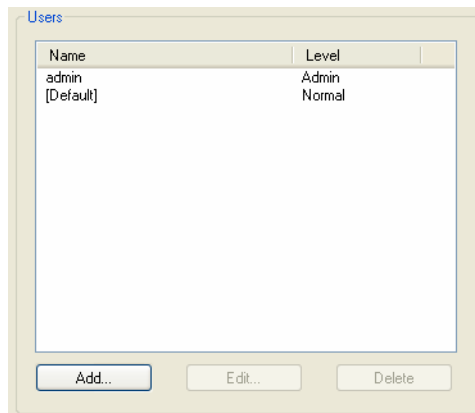 Users
Name Level
admin Admin
[Default] Normal
Add... Edit... Delete